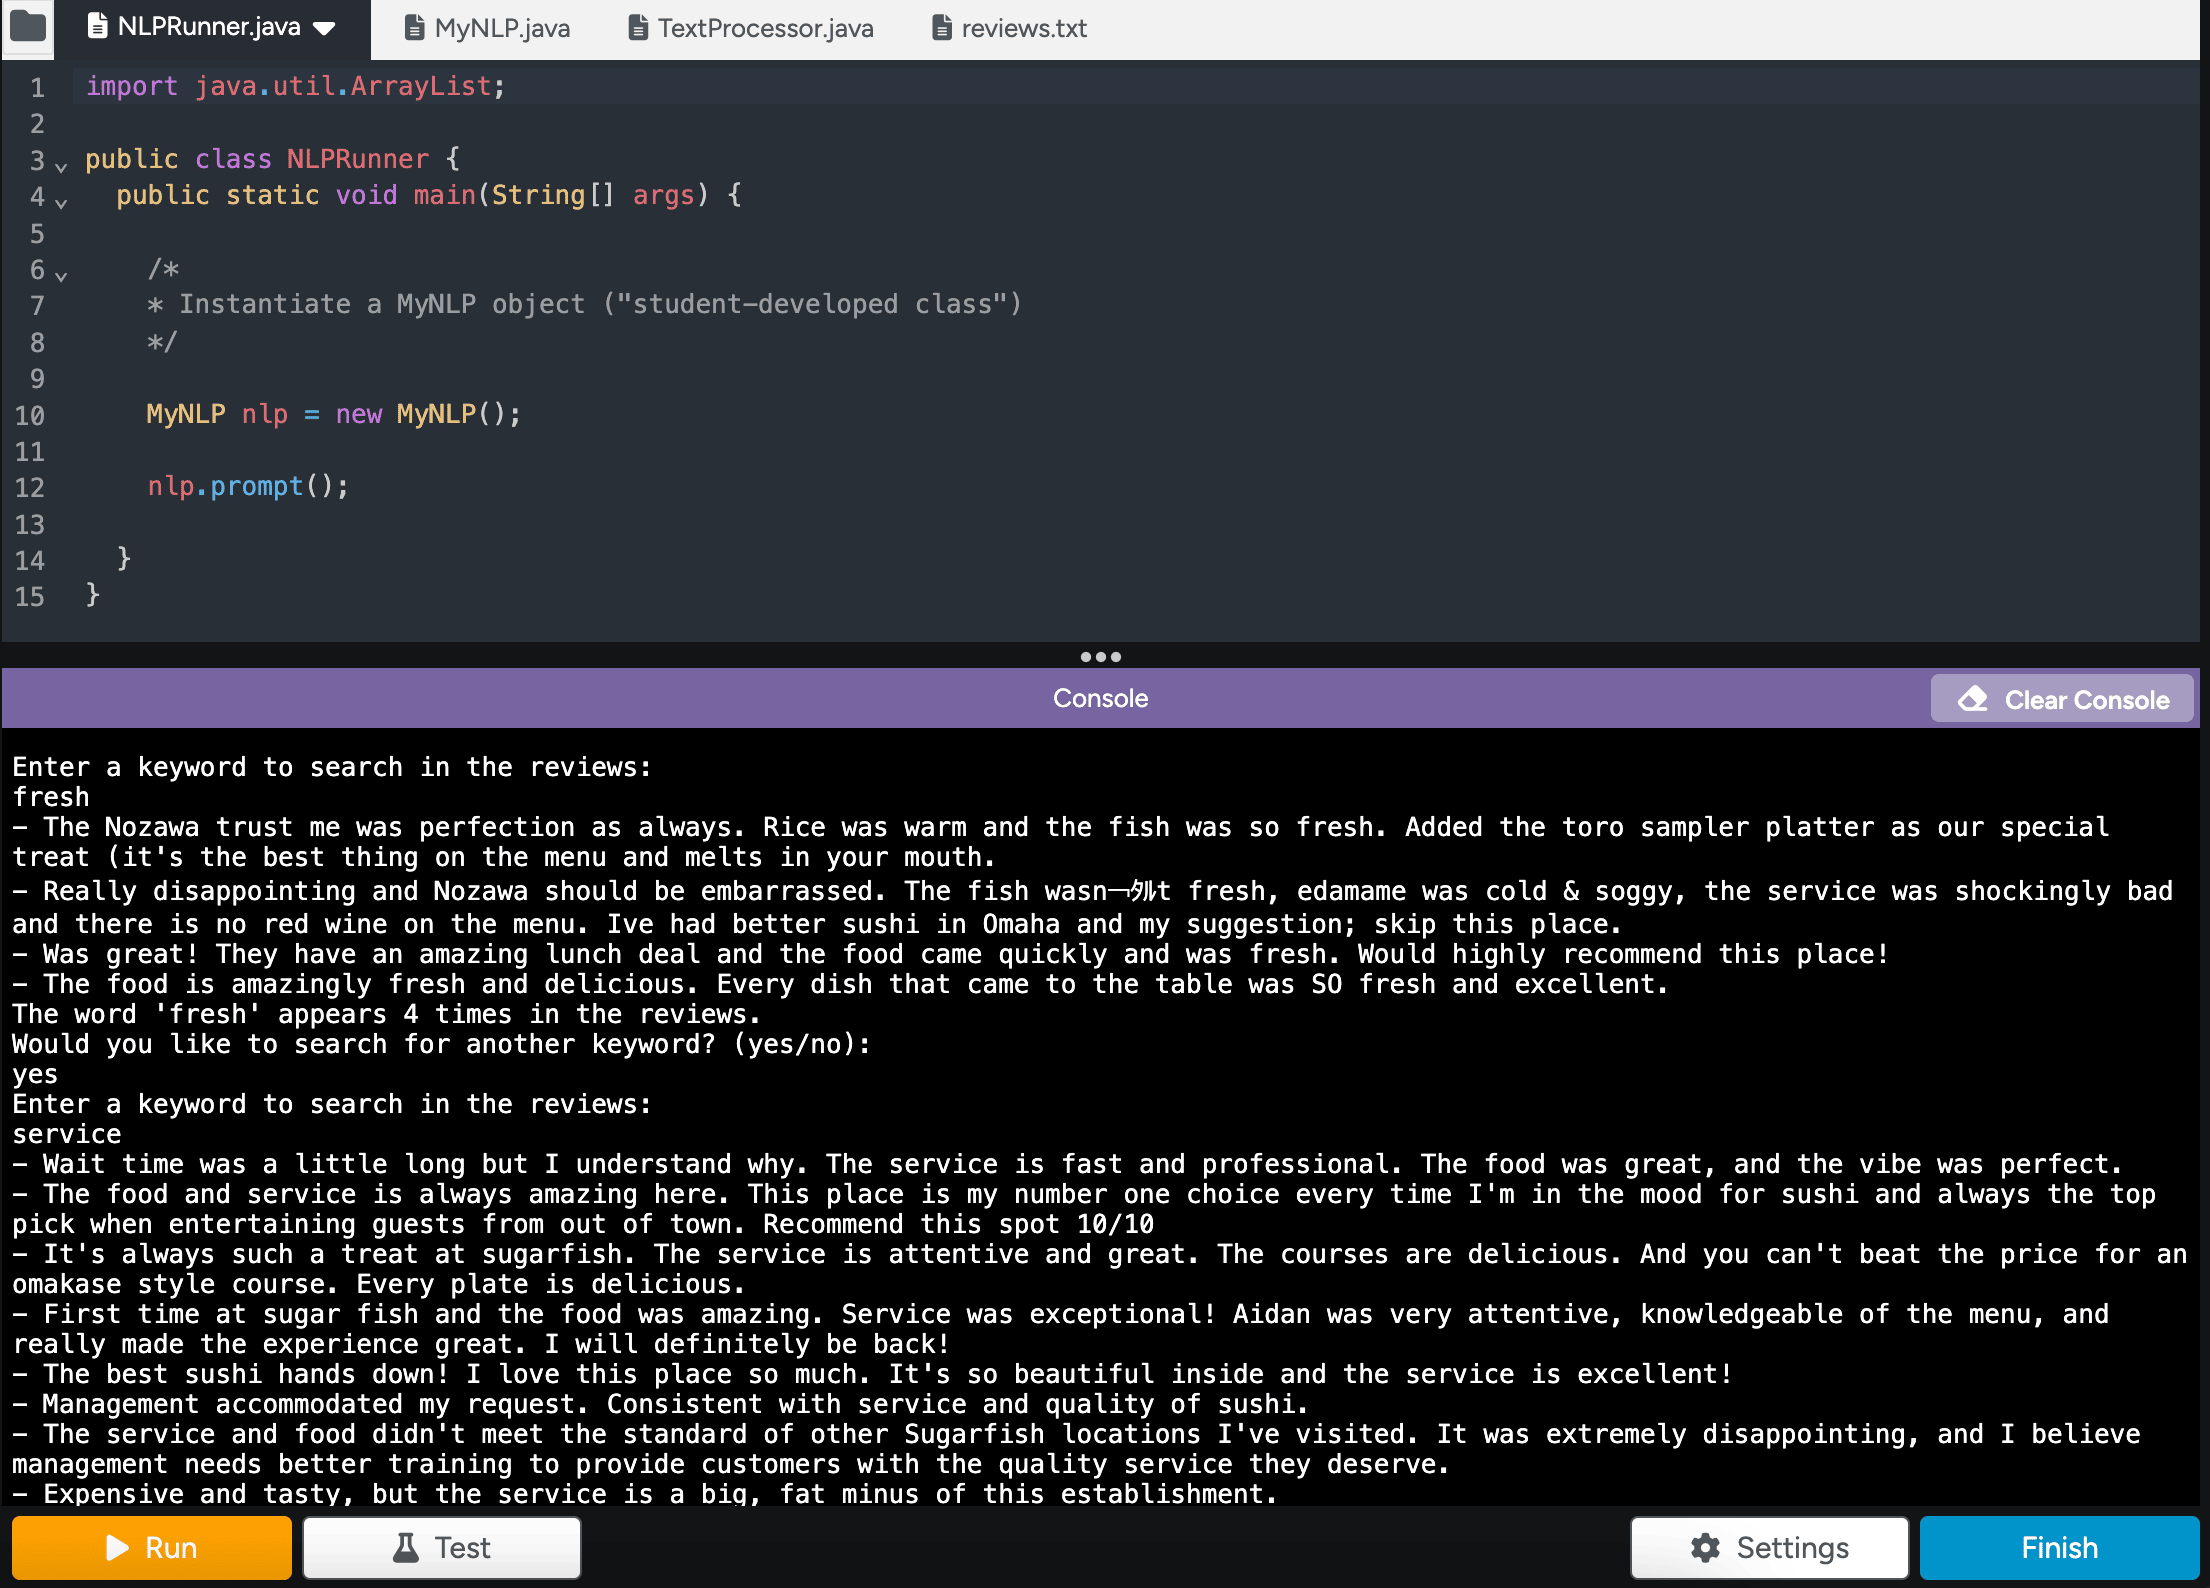 NLPRunner.java
MyNLP.java
TextProcessor.java
reviews.txt
1 import java.util.ArrayList;
2
3 public class NLPRunner {
4 public static void main(String[] args) {
5
6 /*
7 * Instantiate a MyNLP object ("student-developed class")
8 */
9
10 MyNLP nlp = new MyNLP();
11
12 nlp.prompt();
13
14 }
15 }
Console
Clear Console
Enter a keyword to search in the reviews:
fresh
- The Nozawa trust me was perfection as always. Rice was warm and the fish was so fresh. Added the toro sampler platter as our special
treat (it's the best thing on the menu and melts in your mouth.
- Really disappointing and Nozawa should be embarrassed. The fish fresh, edamame was cold & soggy, the service was shockingly bad
and there is no red wine on the menu. Ive had better sushi in Omaha and my suggestion; skip this place.
- Was great! They have an amazing lunch deal and the food came quickly and was fresh. Would highly recommend this place!
- The food is amazingly fresh and delicious. Every dish that came to the table was SO fresh and excellent.
The word 'fresh' appears 4 times in the reviews.
Would you like to search for another keyword? (yes/no):
yes
Enter a keyword to search in the reviews:
service
- Wait time was a little long but I understand why. The service is fast and professional. The food was great, and the vibe was perfect.
- The food and service is always amazing here. This place is my number one choice every time I'm in the mood for sushi and always the top
pick when entertaining guests from out of town. Recommend this spot 10/10
- It's always such a treat at sugarfish. The service is attentive and great. The courses are delicious. And you can't beat the price for an
omakase style course. Every plate is delicious.
- First time at sugar fish and the food was amazing. Service was exceptional! Aidan was very attentive, knowledgeable of the menu, and
really made the experience great. I will definitely be back!
- The best sushi hands down! I love this place so much. It's so beautiful inside and the service is excellent!
- Management accommodated my request. Consistent with service and quality of sushi.
- The service and food didn't meet the standard of other Sugarfish locations I've visited. It was extremely disappointing, and I believe
management needs better training to provide customers with the quality service they deserve.
- Expensive and tasty, but the service is a big, fat minus of this establishment.
Run
Test
Settings
Finish